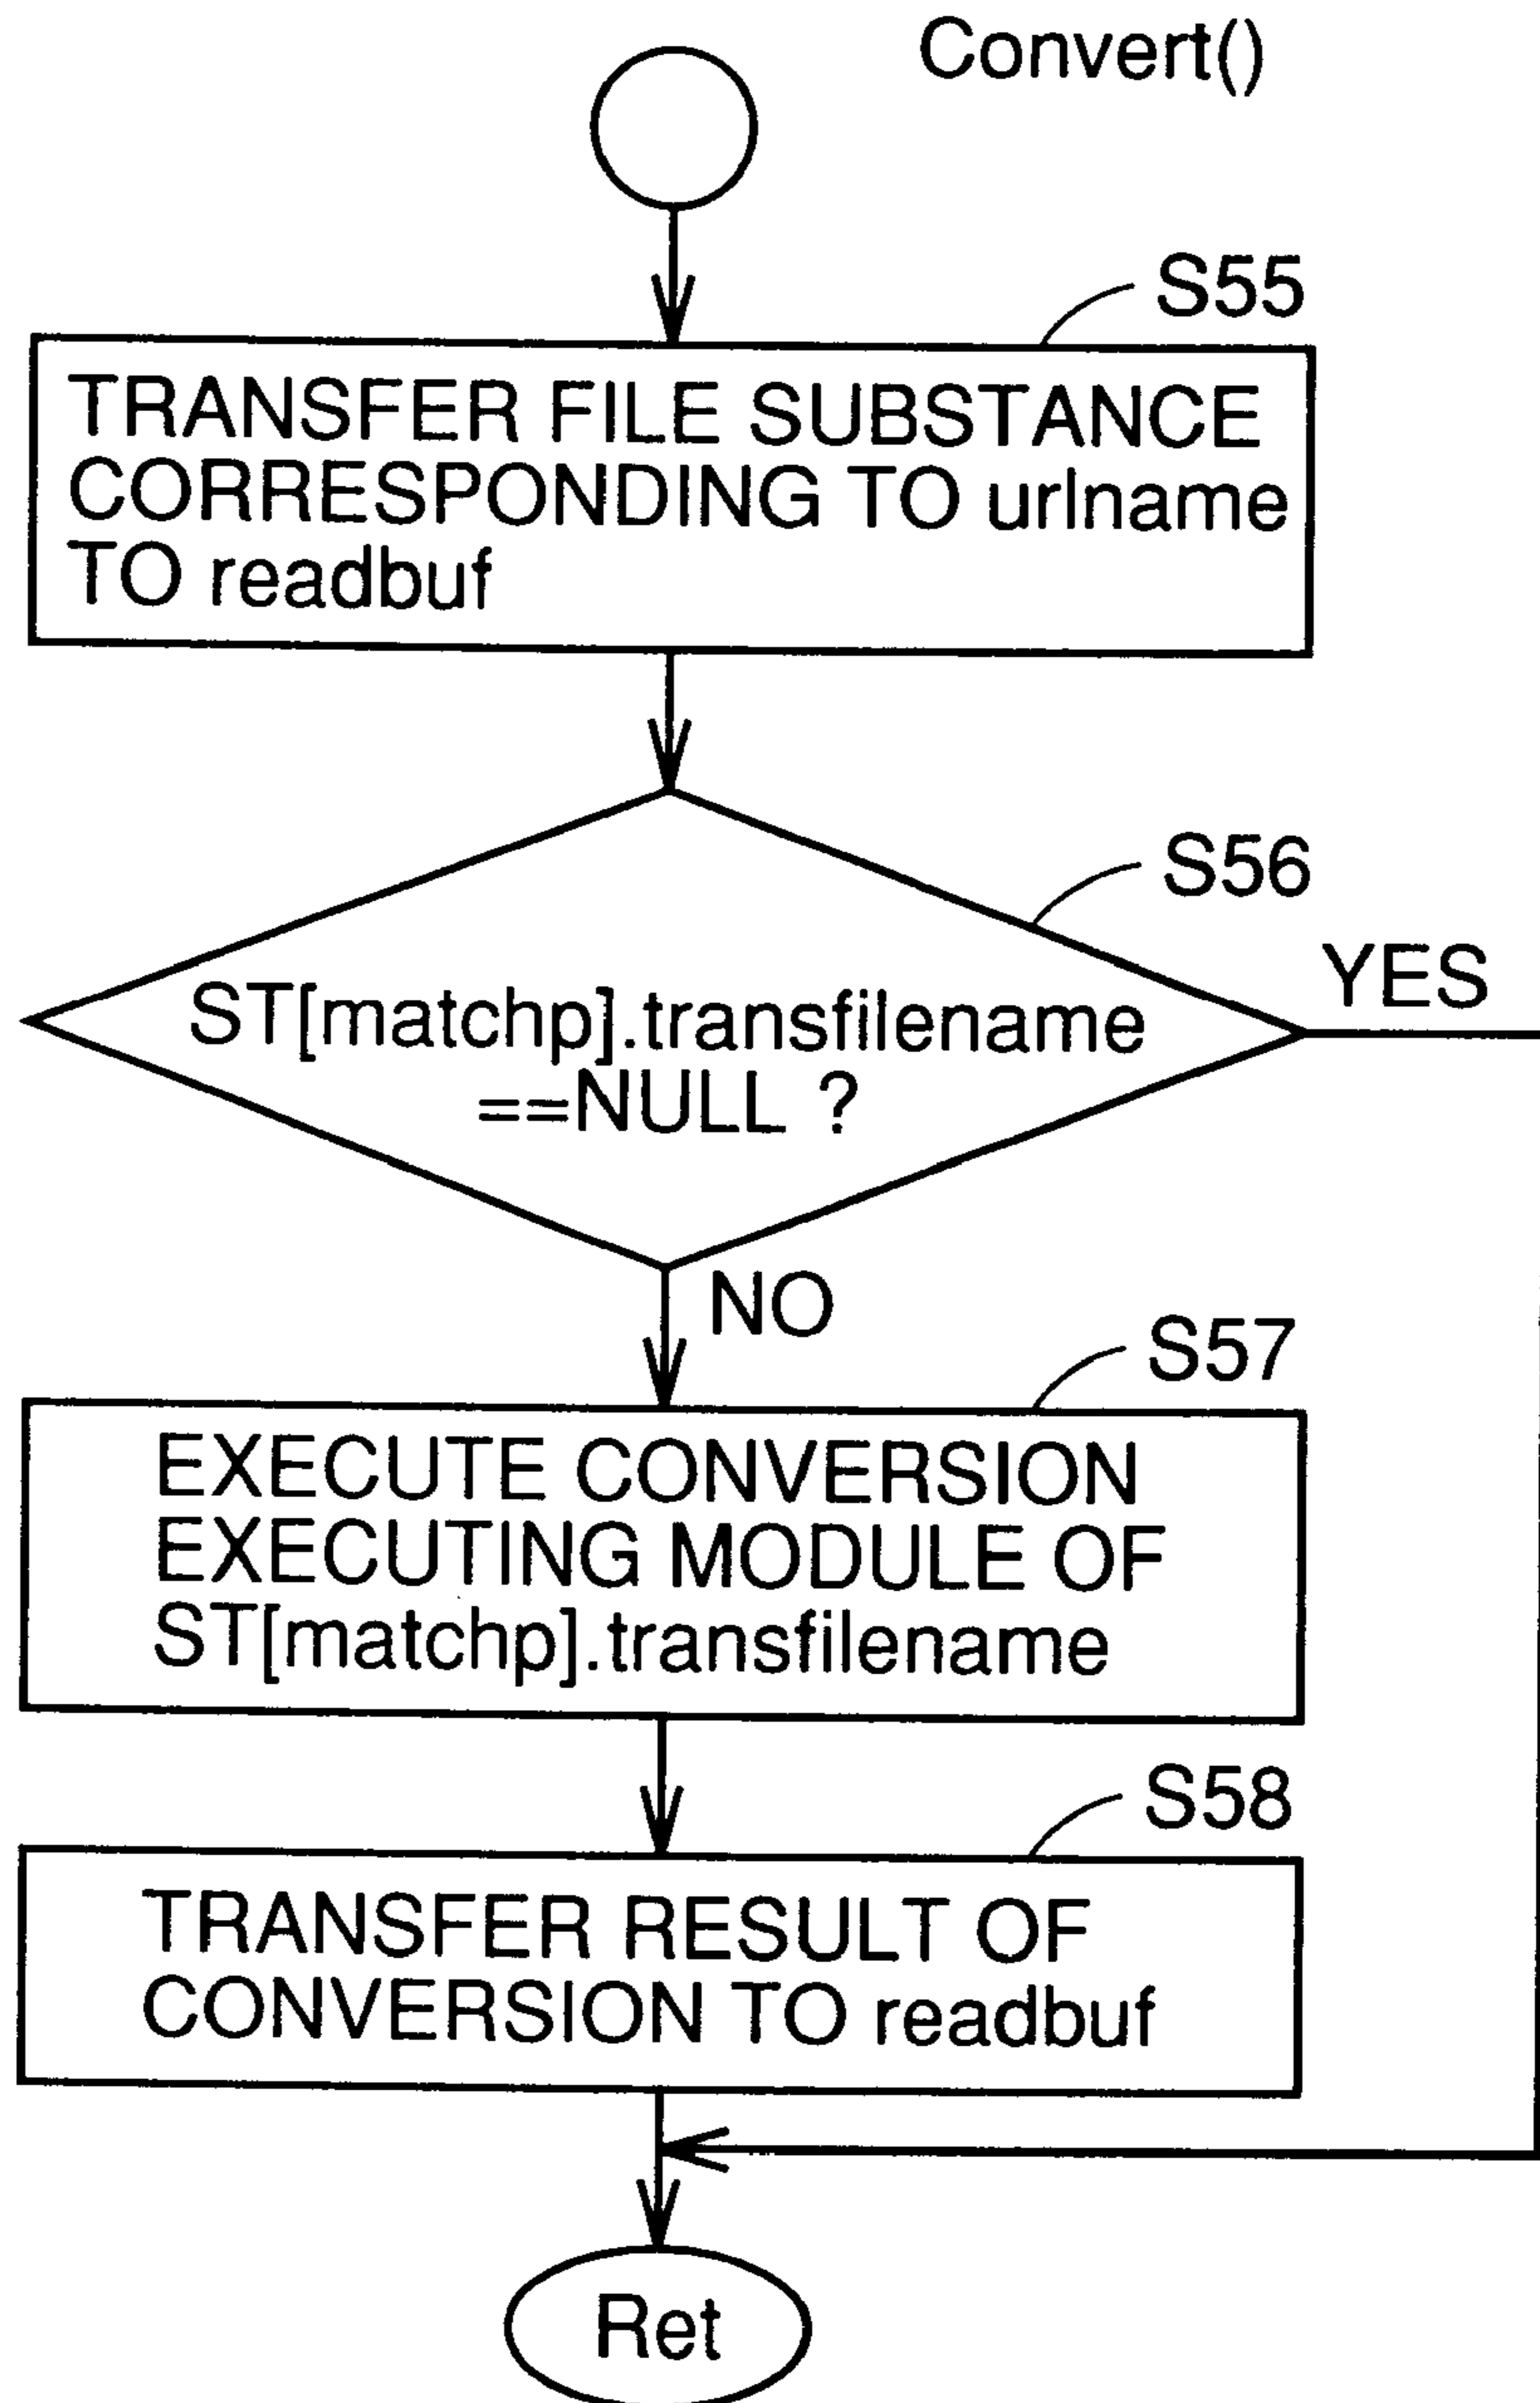 Convert()
S55
TRANSFER FILE SUBSTANCE
CORRESPONDING TO urlname
TO readbuf
S56
YES
ST[matchp].transfilename
==NULL ?
NO
S57
EXECUTE CONVERSION
EXECUTING MODULE OF
ST[matchp].transfilename
S58
TRANSFER RESULT OF
CONVERSION TO readbuf
Ret